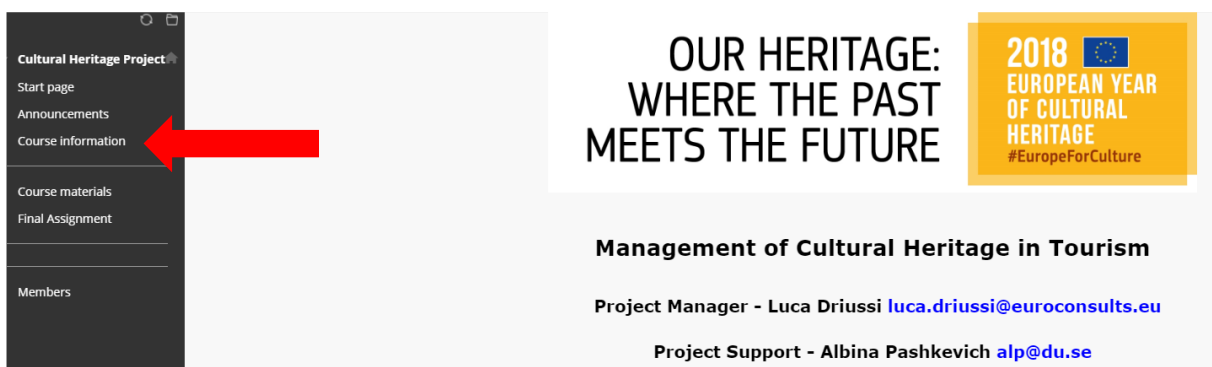 Cultural Heritage Project
Start page
Announcements
Course information
Course materials
Final Assignment
Members
OUR HERITAGE:
WHERE THE PAST
MEETS THE FUTURE
2018
EUROPEAN YEAR
OF CULTURAL
HERITAGE
#EuropeForCulture
Management of Cultural Heritage in Tourism
Project Manager - Luca Driussi luca.driussi@euroconsults.eu
Project Support - Albina Pashkevich alp@du.se